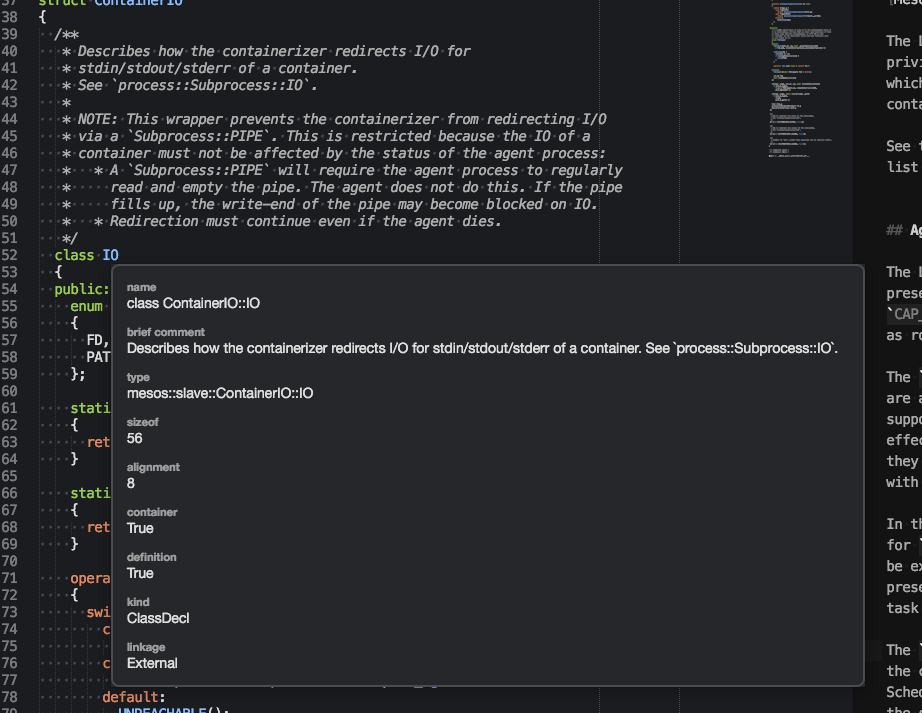 37 struct ContainerIO
38 {
39 /**
40 * Describes how the containerizer redirects I/O for
41 * stdin/stdout/stderr of a container.
42 * See `process::Subprocess::IO`.
43 *
44 * NOTE: This wrapper prevents the containerizer from redirecting I/O
45 * via a `Subprocess::PIPE`. This is restricted because the IO of a
46 * container must not be affected by the status of the agent process:
47 * * A `Subprocess::PIPE` will require the agent process to regularly
48 * read and empty the pipe. The agent does not do this. If the pipe
49 * fills up, the write-end of the pipe may become blocked on IO.
50 * * Redirection must continue even if the agent dies.
51 */
52 class IO
53 {
54 public:
55 enum
56 {
57 FD,
58 PAT
59 };
60
61 stati
62 {
63 ret
64 }
65
66 stati
67 {
68 ret
69 }
70
71 opera
72 {
73 swi
74 c
75
76 c
77
78 default:
79 UNREACHABLE();
name
class ContainerIO::IO
brief comment
Describes how the containerizer redirects I/O for stdin/stdout/stderr of a container. See `process::Subprocess::IO`.
type
mesos::slave::ContainerIO::IO
sizeof
56
alignment
8
container
True
definition
True
kind
ClassDecl
linkage
External
The L
privi
which
conta
See t
list
## Ag
The L
prese
`CAP_
as ro
The `
are a
suppo
effec
they
with
In th
for `
be ex
prese
task
The `
the c
Sched
the